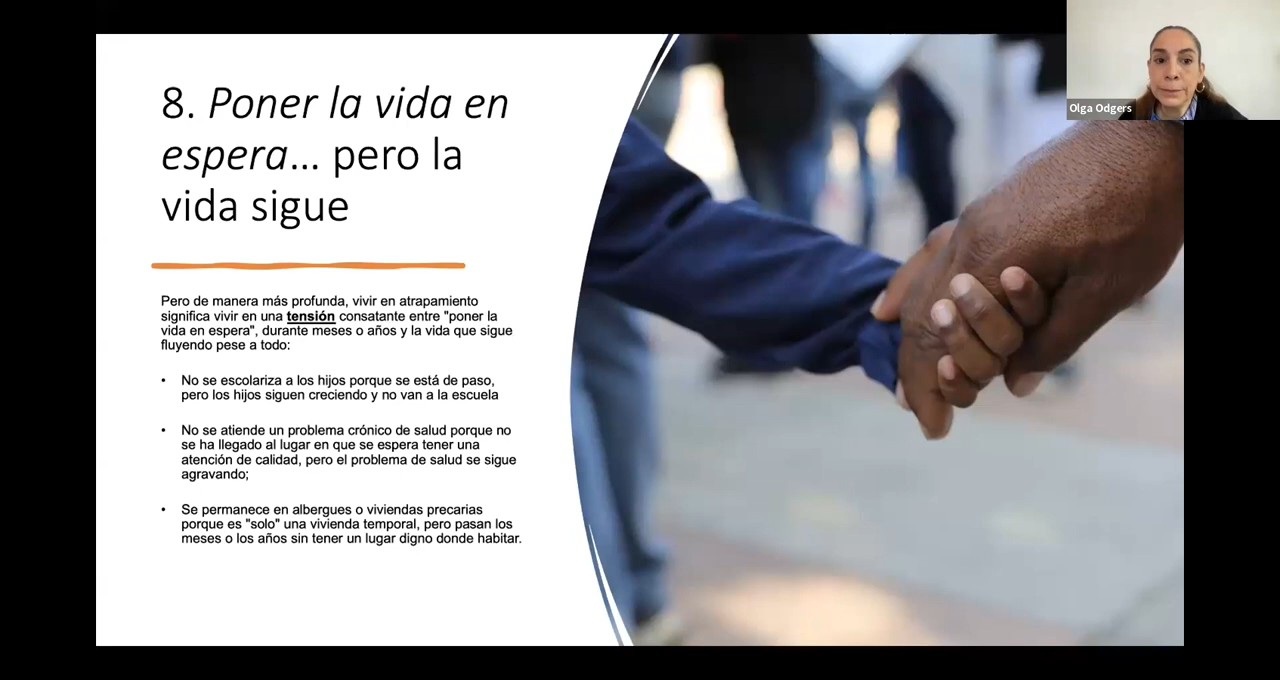 8. Poner la vida en
espera... pero la
vida sigue
Pero de manera más profunda, vivir en atrapamiento
significa vivir en una tensión consatante entre "poner la
vida en espera", durante meses o años y la vida que sigue
fluyendo pese a todo:
• No se escolariza a los hijos porque se está de paso,
pero los hijos siguen creciendo y no van a la escuela
• No se atiende un problema crónico de salud porque no
se ha llegado al lugar en que se espera tener una
atención de calidad, pero el problema de salud se sigue
agravando;
• Se permanece en albergues o viviendas precarias
porque es "solo" una vivienda temporal, pero pasan los
meses o los años sin tener un lugar digno donde habitar.
Olga Odgers